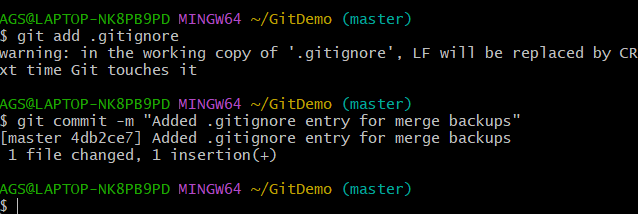 AGS@LAPTOP-NK8PB9PD MINGW64 ~/GitDemo (master)
$ git add .gitignore
warning: in the working copy of '.gitignore', LF will be replaced by CR
xt time Git touches it
AGS@LAPTOP-NK8PB9PD MINGW64 ~/GitDemo (master)
$ git commit -m "Added .gitignore entry for merge backups"
[master 4db2ce7] Added .gitignore entry for merge backups
1 file changed, 1 insertion(+)
AGS@LAPTOP-NK8PB9PD MINGW64 ~/GitDemo (master)
$